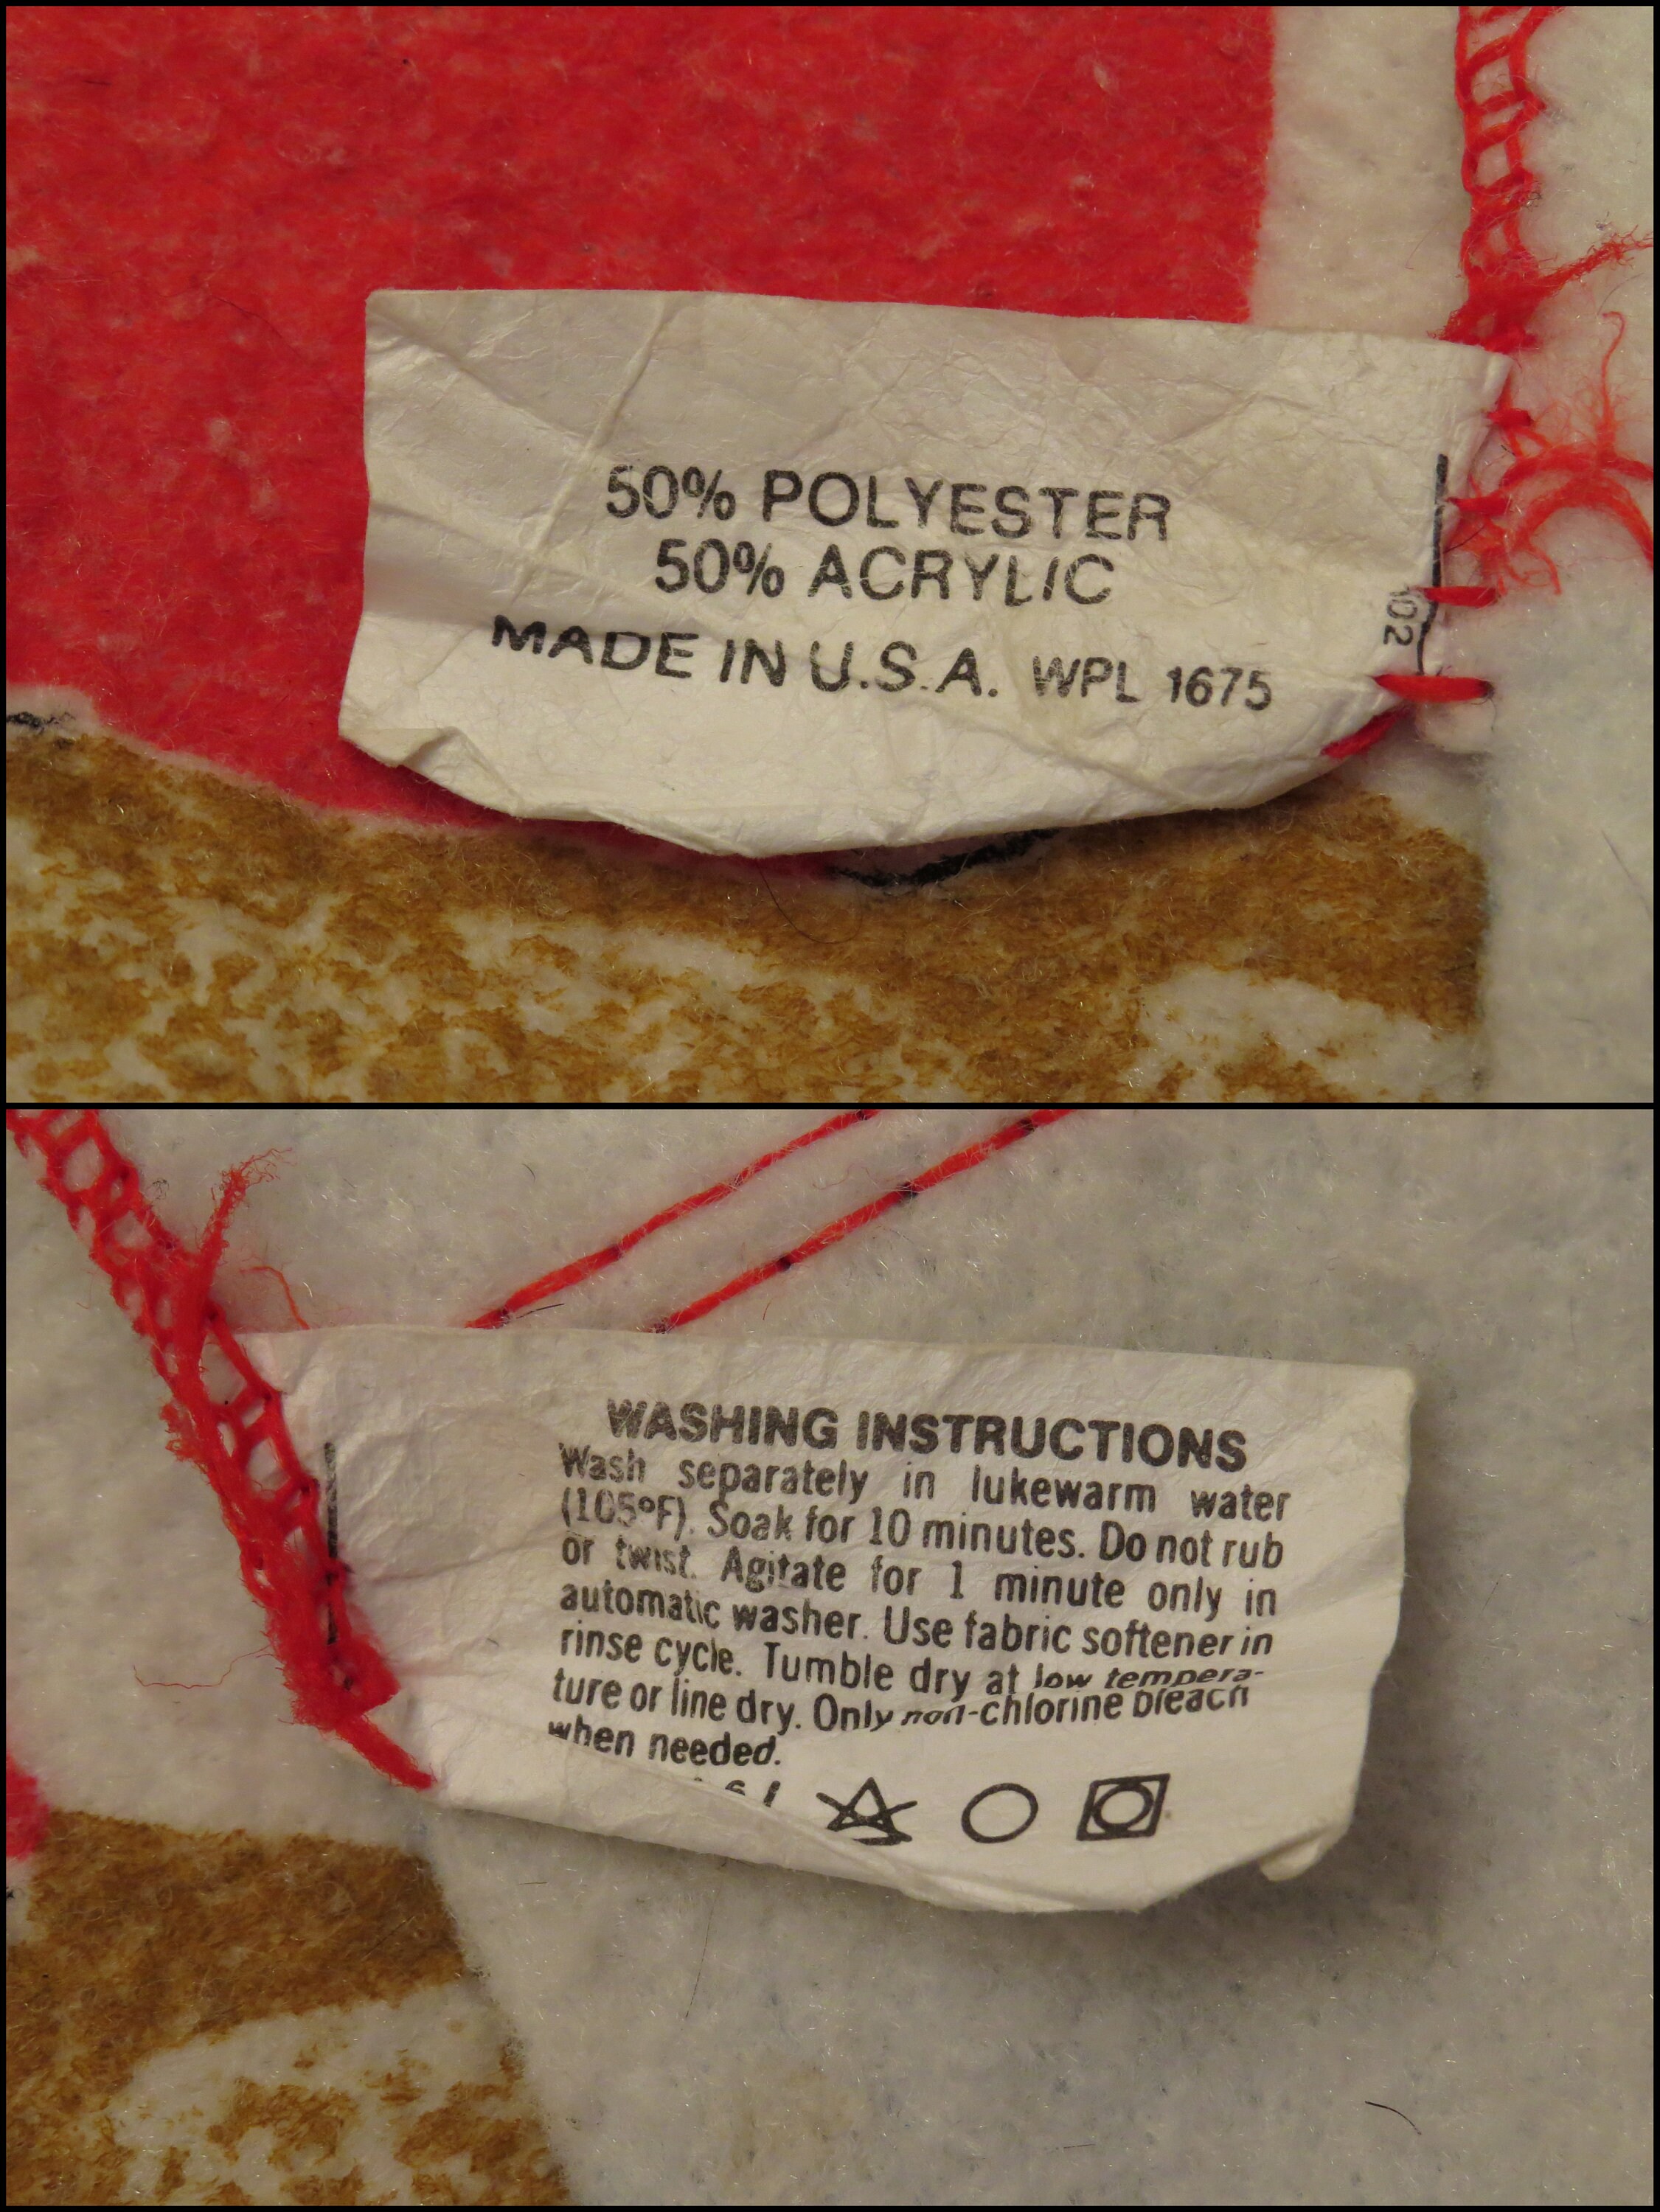 50% POLYESTER
50% ACRYLIC
MADE IN U.S.A. WPL 1675
102
WASHING INSTRUCTIONS
Wash separately in lukewarm water
(105°F). Soak for 10 minutes. Do not rub
or twist. Agitate for 1 minute only in
automatic washer. Use fabric softener in
rinse cycle. Tumble dry at low tempera-
ture or line dry. Only non-chlorine bleach
when needed.